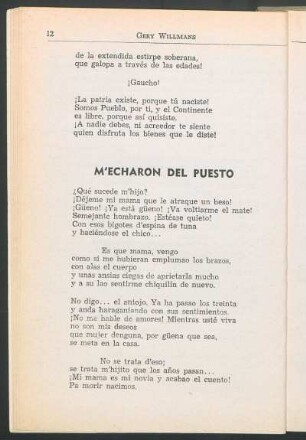 12
GERY WILLMANS
de la extendida estirpe soberana,
que galopa a través de las edades!
¡Gaucho!
¡La patria existe, porque tú naciste!
Somos Pueblo, por ti, y el Continente
es libre, porque así quisiste.
¡A nadie debes, ni acreedor te siente
quien disfruta los bienes que le diste!
M'ECHARON DEL PUESTO
¿Qué sucede m'hijo?
¡Déjeme mi mama que le atraque un beso!
¡Güeno! ¡Ya está güeno! ¡Va voltiarme el mate!
Semejante hombrazo. ¡Estéase quieto!
Con esos bigotes d'espina de tuna
y haciéndose el chico...
Es que mama, vengo
como si me hubieran emplumao los brazos,
con alas el cuerpo
y unas ansias ciegas de aprietarla mucho
y a su lao sentirme chiquilín de nuevo.
No digo... el antojo. Ya ha pasao los treinta
y anda haraganiando con sus sentimientos.
¡No me hable de amores! Mientras usté viva
no son mis deseos
que mujer denguna, por güena que sea,
se meta en la casa.
No se trata d'eso;
se trata m'hijito que los años pasan...
¡Mi mama es mi novia y acabao el cuento!
Pa morir nacimos.